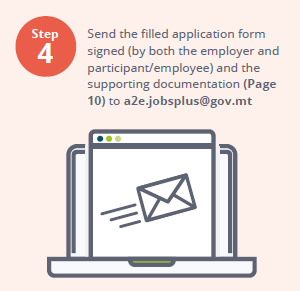 Step
4
Send the filled application form
signed (by both the employer and
participant/employee) and the
supporting documentation (Page
10) to a2e.jobsplus@gov.mt